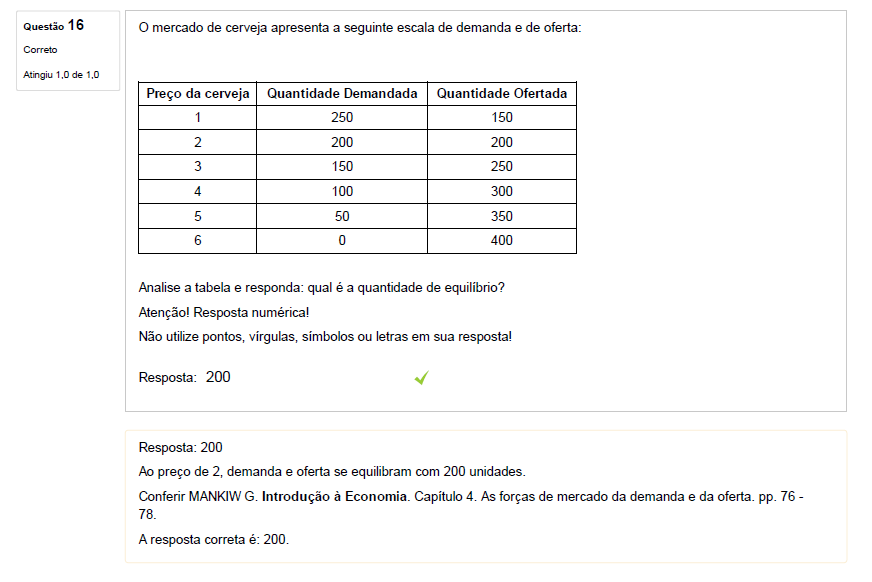 Questão 16
Correto
Atingiu 1,0 de 1,0
O mercado de cerveja apresenta a seguinte escala de demanda e de oferta:
Preço da cerveja Quantidade Demandada Quantidade Ofertada
1 250 150
2 200 200
3 150 250
4 100 300
5 50 350
6 0 400
Analise a tabela e responda: qual é a quantidade de equilíbrio?
Atenção! Resposta numérica!
Não utilize pontos, vírgulas, símbolos ou letras em sua resposta!
Resposta: 200
Resposta: 200
Ao preço de 2, demanda e oferta se equilibram com 200 unidades.
Conferir MANKIW G. Introdução à Economia. Capítulo 4. As forças de mercado da demanda e da oferta. pp. 76 -
78.
A resposta correta é: 200.